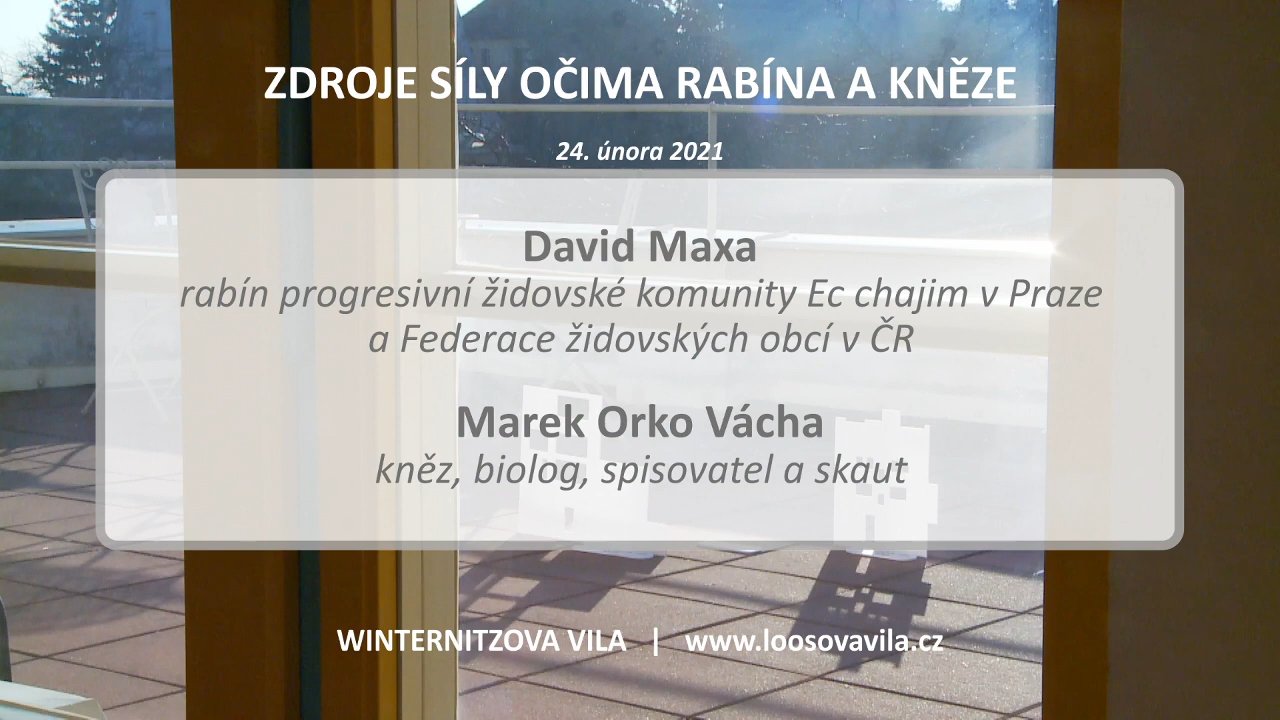 ZDROJE SÍLY OČIMA RABÍNA A KNĚZE
24. února 2021
David Maxa
rabín progresivní židovské komunity Ec chajim v Praze
a Federace židovských obcí v ČR
Marek Orko Vácha
kněz, biolog, spisovatel a skaut
WINTERNITZOVA VILA | www.loosovavila.cz